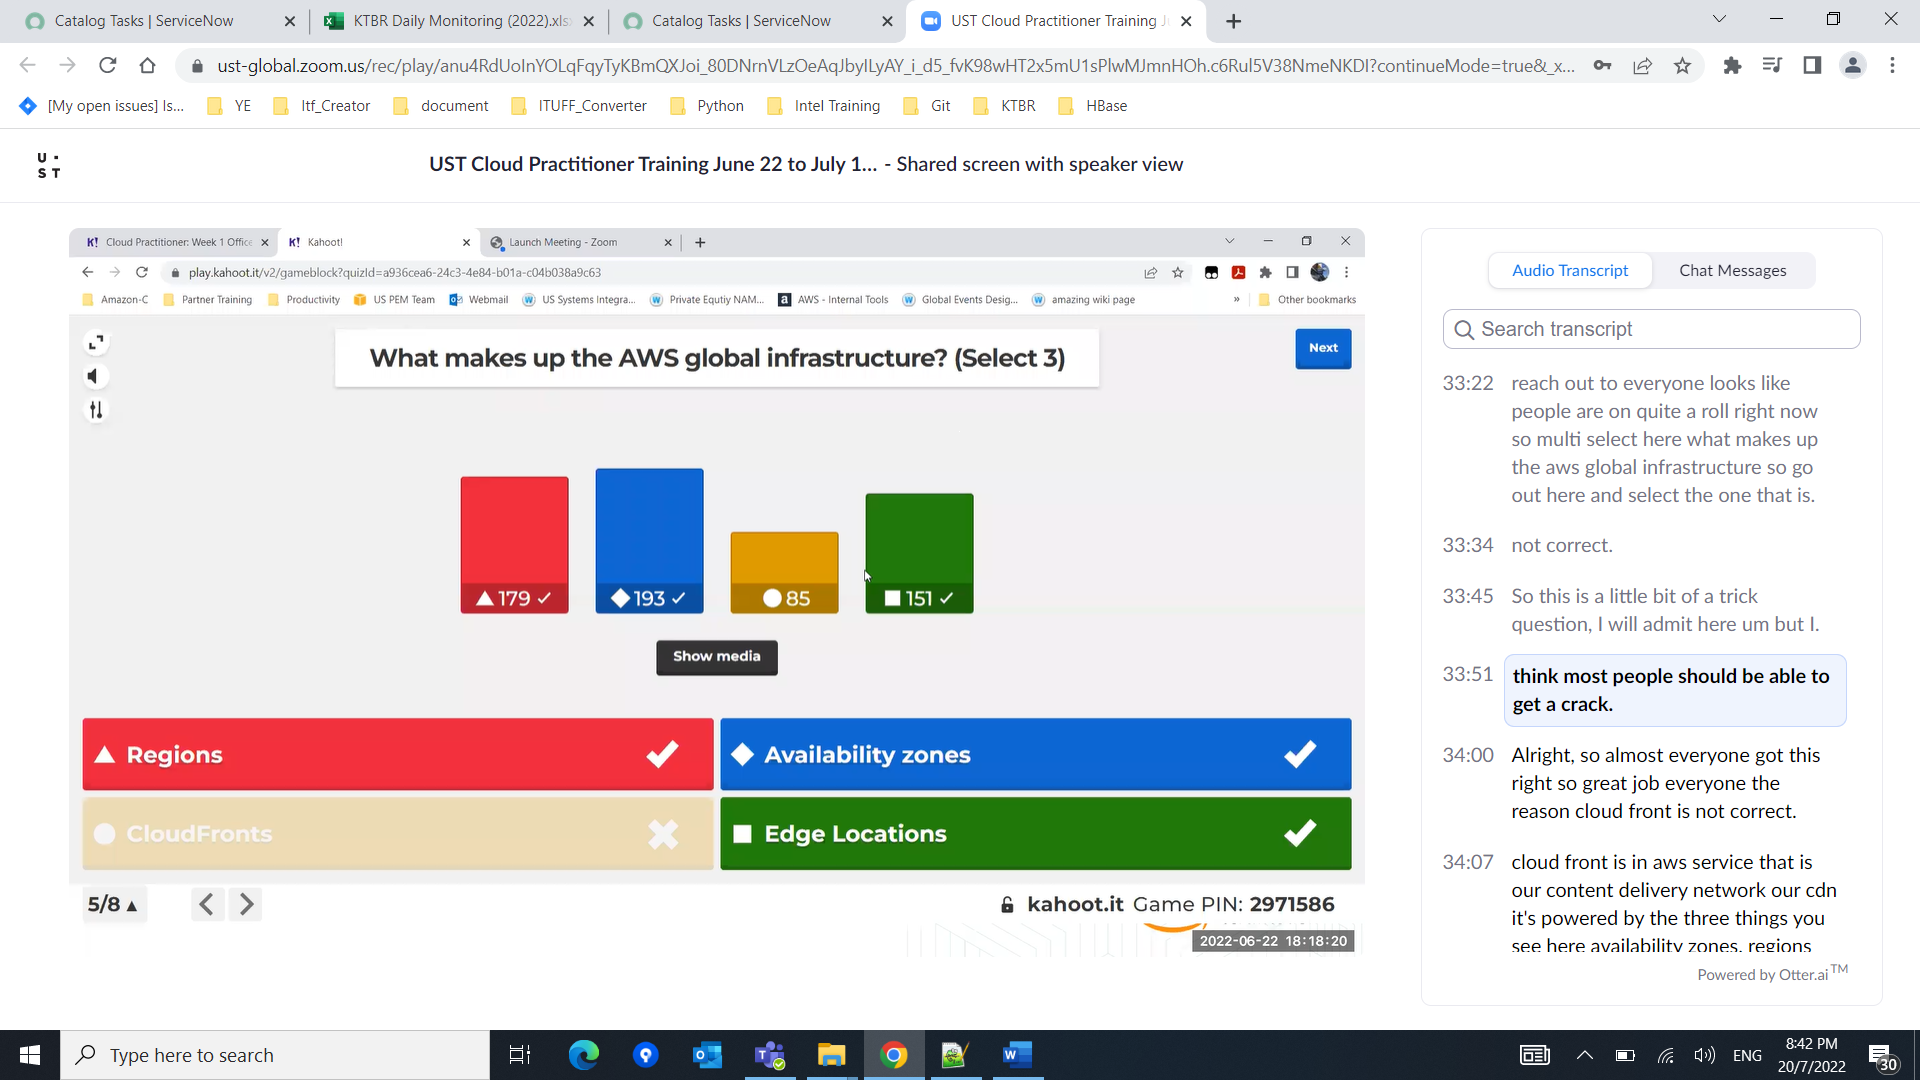 Catalog Tasks | ServiceNow
KTBR Daily Monitoring (2022).xls
Catalog Tasks | ServiceNow
UST Cloud Practitioner Training J
ust-global.zoom.us/rec/play/anu4RdUoInYOLqFqyTyKBmQXJoi_80DNrnVLzOeAqJbyILyAY_i_d5_fvK98wHT2x5mU1sPlwMJmnHOh.c6Rul5V38NmeNKDI?continueMode=true&_x...
[My open issues] Is...
YE
Itf_Creator
document
ITUFF_Converter
Python
Intel Training
Git
KTBR
HBase
U ST
UST Cloud Practitioner Training June 22 to July 1... - Shared screen with speaker view
K! Cloud Practitioner: Week 1 Office
K! Kahoot!
Launch Meeting - Zoom
play.kahoot.it/v2/gameblock?quizId=a936cea6-24c3-4e84-b01a-c04b038a9c63
Amazon-C
Partner Training
Productivity
US PEM Team
Webmail
US Systems Integra...
Private Equtiy NAM...
AWS - Internal Tools
Global Events Desig...
amazing wiki page
»
Other bookmarks
What makes up the AWS global infrastructure? (Select 3)
Next
179
193
85
151
Show media
Regions
Availability zones
CloudFronts
Edge Locations
5/8
kahoot.it Game PIN: 2971586
2022-06-22 18:18:20
Audio Transcript
Chat Messages
Search transcript
33:22 reach out to everyone looks like
people are on quite a roll right now
so multi select here what makes up
the aws global infrastructure so go
out here and select the one that is.
33:34 not correct.
33:45 So this is a little bit of a trick
question, I will admit here um but I.
33:51 think most people should be able to
get a crack.
34:00 Alright, so almost everyone got this
right so great job everyone the
reason cloud front is not correct.
34:07 cloud front is in aws service that is
our content delivery network our cdn
it's powered by the three things you
see here availability zones, regions
Powered by Otter.ai TM
Type here to search
ENG
8:42 PM
20/7/2022
30